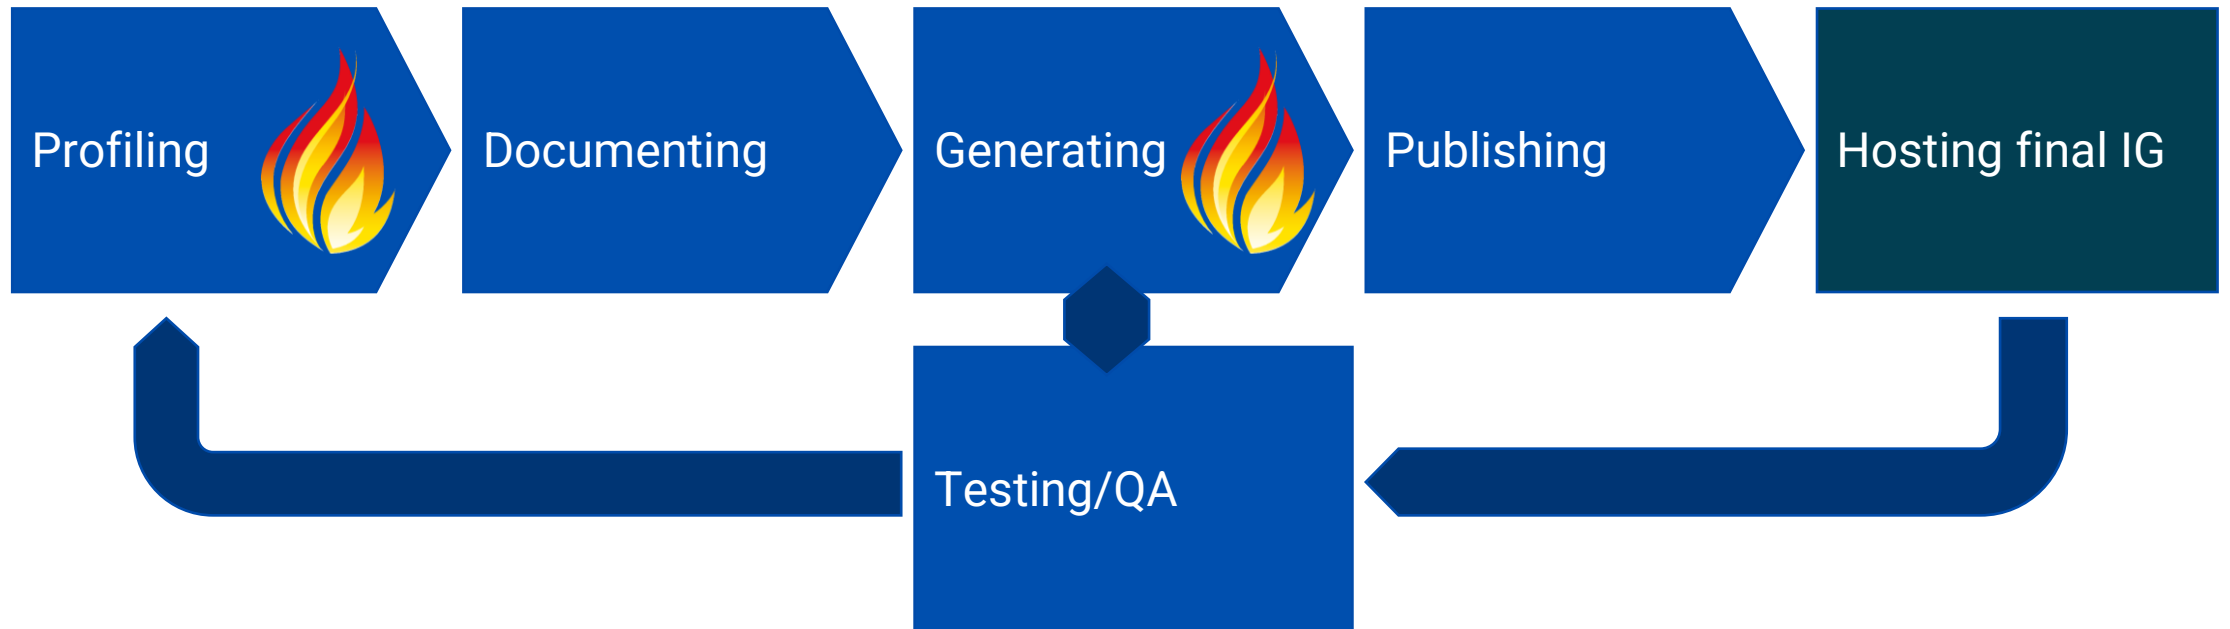 Profiling
Documenting
Generating
Publishing
Hosting final IG
Testing/QA